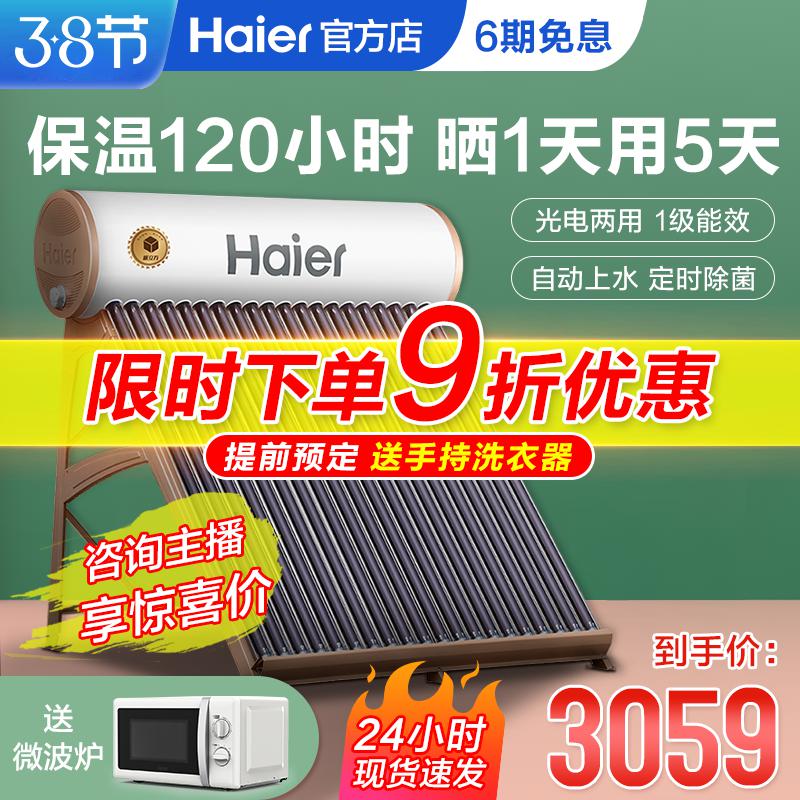 3.8节
Haier 官方店
6期免息
保温120小时 晒1天用5天
光电两用 1级能效
自动上水 定时除菌
Haier
Haier
限时下单9折优惠
提前预定 送手持洗衣器
咨询主播
享惊喜价
到手价:
3059
24小时
现货速发
送
微波炉